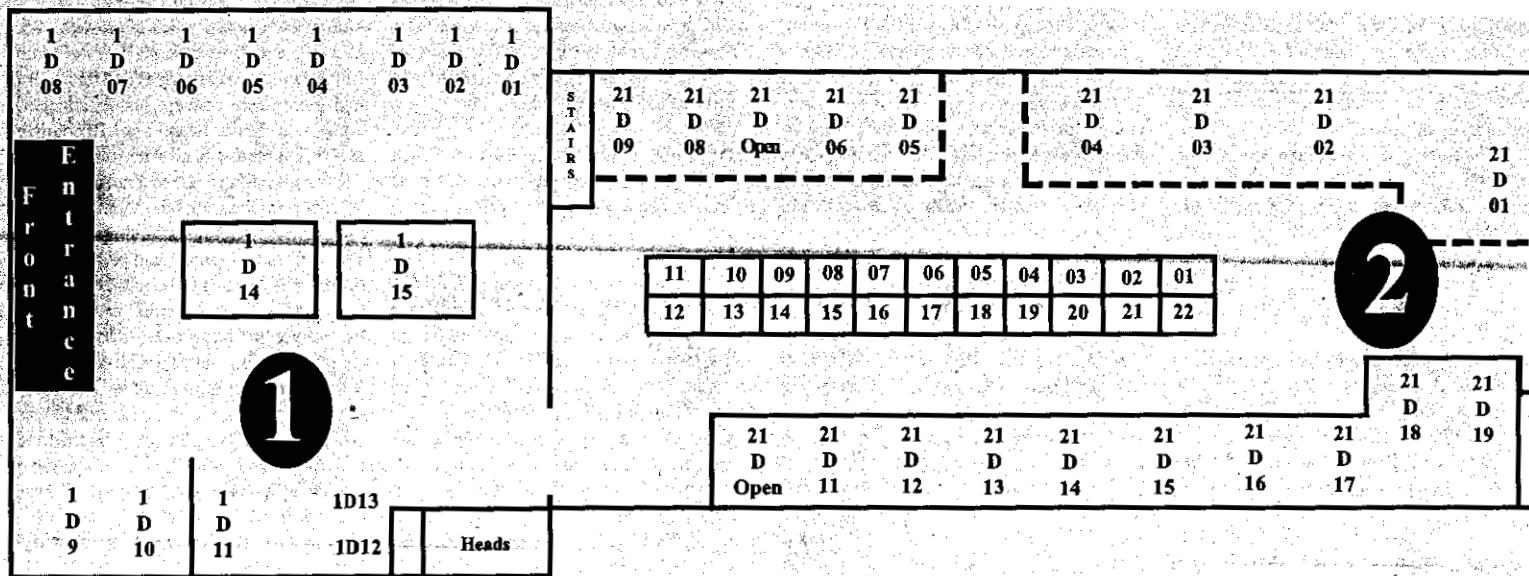 1 D 08
1 D 07
1 D 06
1 D 05
1 D 04
1 D 03
1 D 02
1 D 01
STAIRS
21 D 09
21 D 08
21 D Open
21 D 06
21 D 05
21 D 04
21 D 03
21 D 02
21 D 01
Front
Entrance
1 D 14
1 D 15
11 10 09 08 07 06 05 04 03 02 01
12 13 14 15 16 17 18 19 20 21 22
2
1
21 D Open
21 D 11
21 D 12
21 D 13
21 D 14
21 D 15
21 D 16
21 D 17
21 D 18
21 D 19
1 D 9
1 D 10
1 D 11
1D13
1D12
Heads